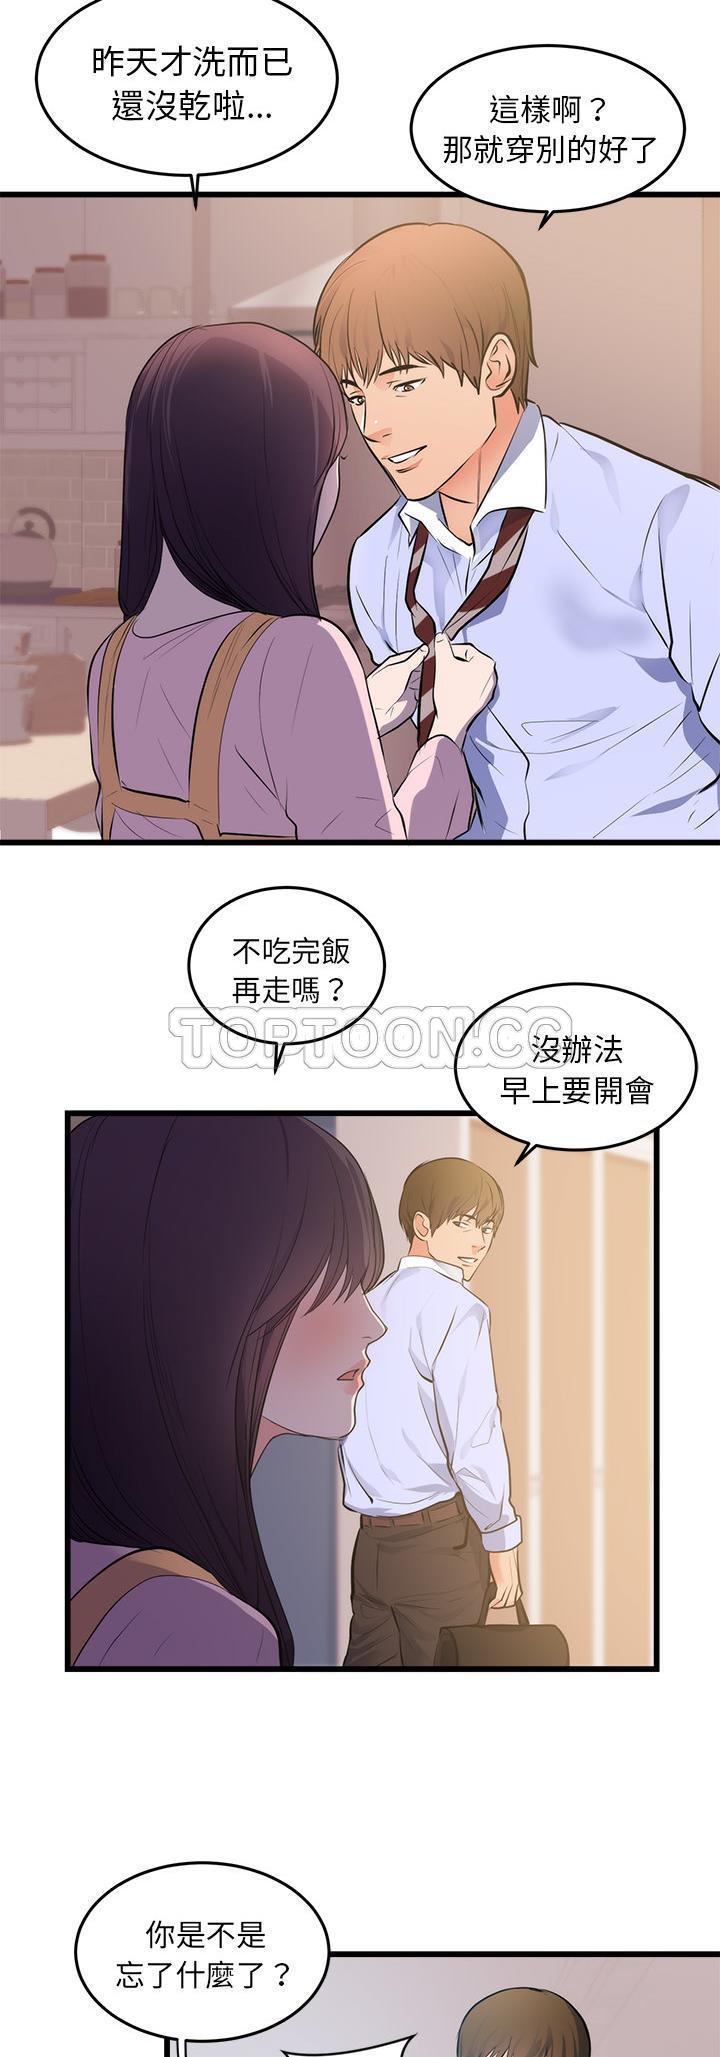 昨天才洗而已
還沒乾啦...
這樣啊？
那就穿別的好了
不吃完飯
再走嗎？
TOPTOON.CC
沒辦法
早上要開會
你是不是
忘了什麼了？